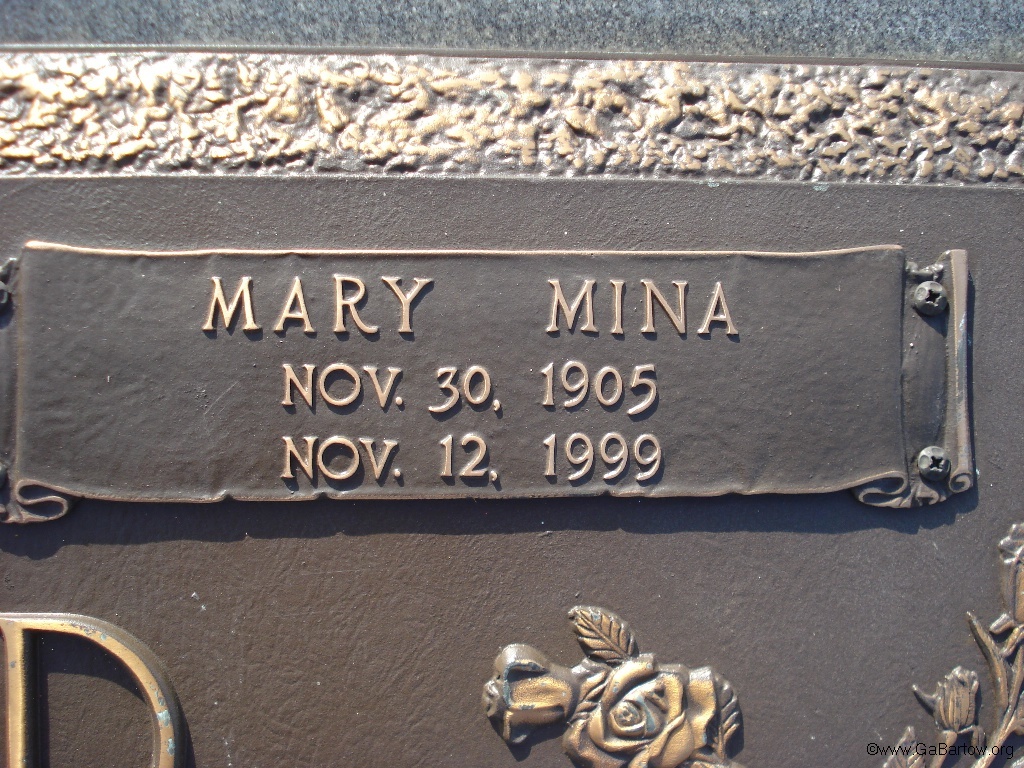 MARY MINA
NOV. 30, 1905
NOV. 12, 1999
D
©www.GaBartow.org